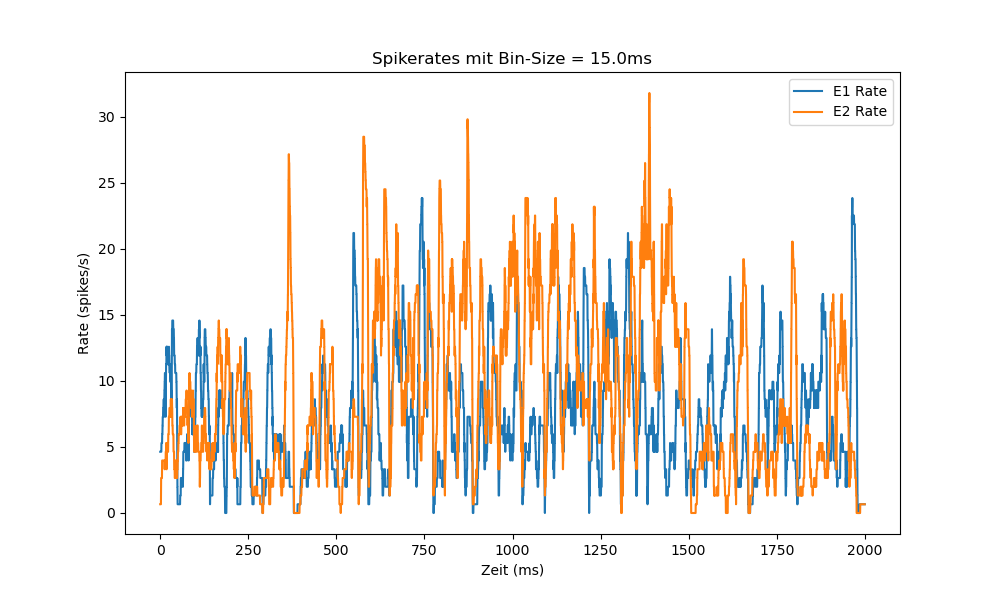 Spikerates mit Bin-Size = 15.0ms
E1 Rate
E2 Rate
Rate (spikes/s)
30
25
20
15
10
5
0
0 250 500 750 1000 1250 1500 1750 2000
Zeit (ms)